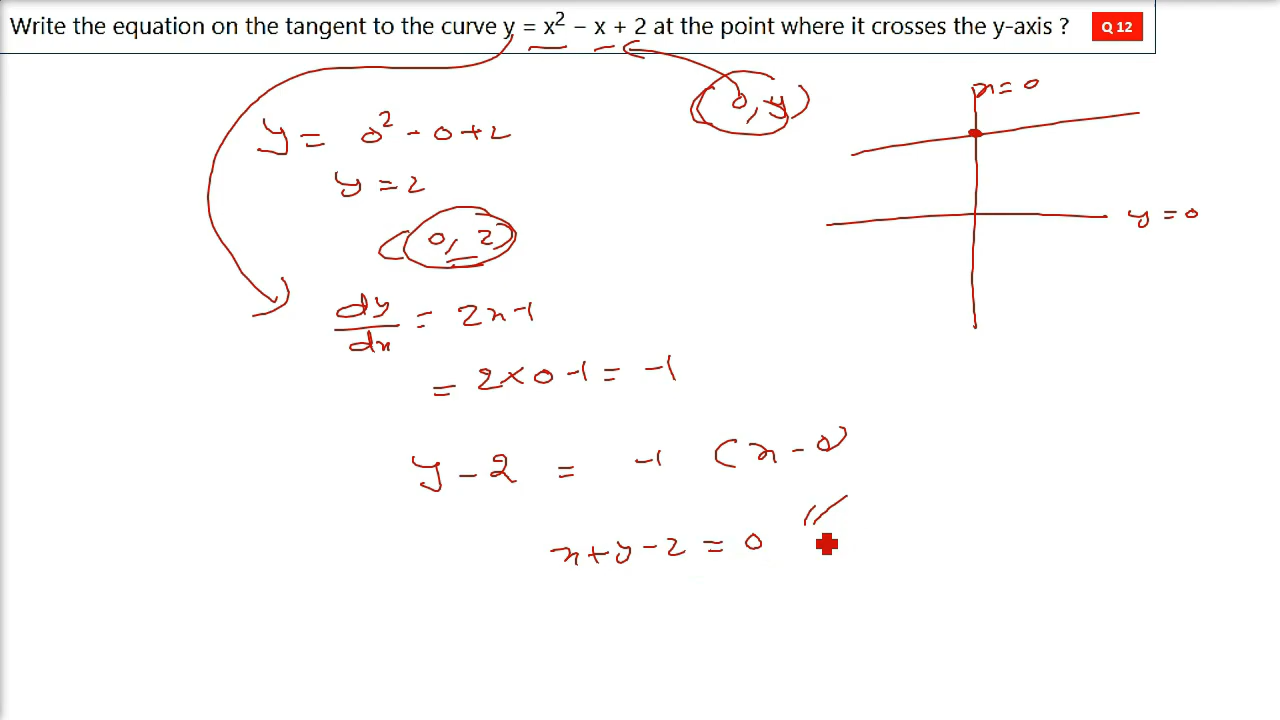 Write the equation on the tangent to the curve y = x² − x + 2 at the point where it crosses the y-axis ? Q 12
(0, y)
x = 0
y = 0² - 0 + 2
y = 2
(0, 2)
y = 0
dy/dx = 2x - 1
= 2 × 0 - 1 = -1
y - 2 = -1 (x - 0)
x + y - 2 = 0